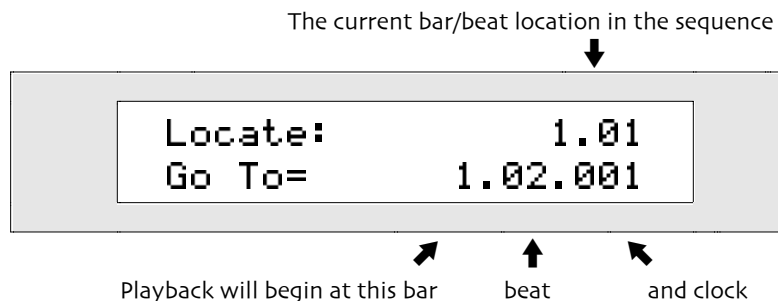 The current bar/beat location in the sequence
Locate: 1.01
Go To= 1.02.001
Playback will begin at this bar beat and clock